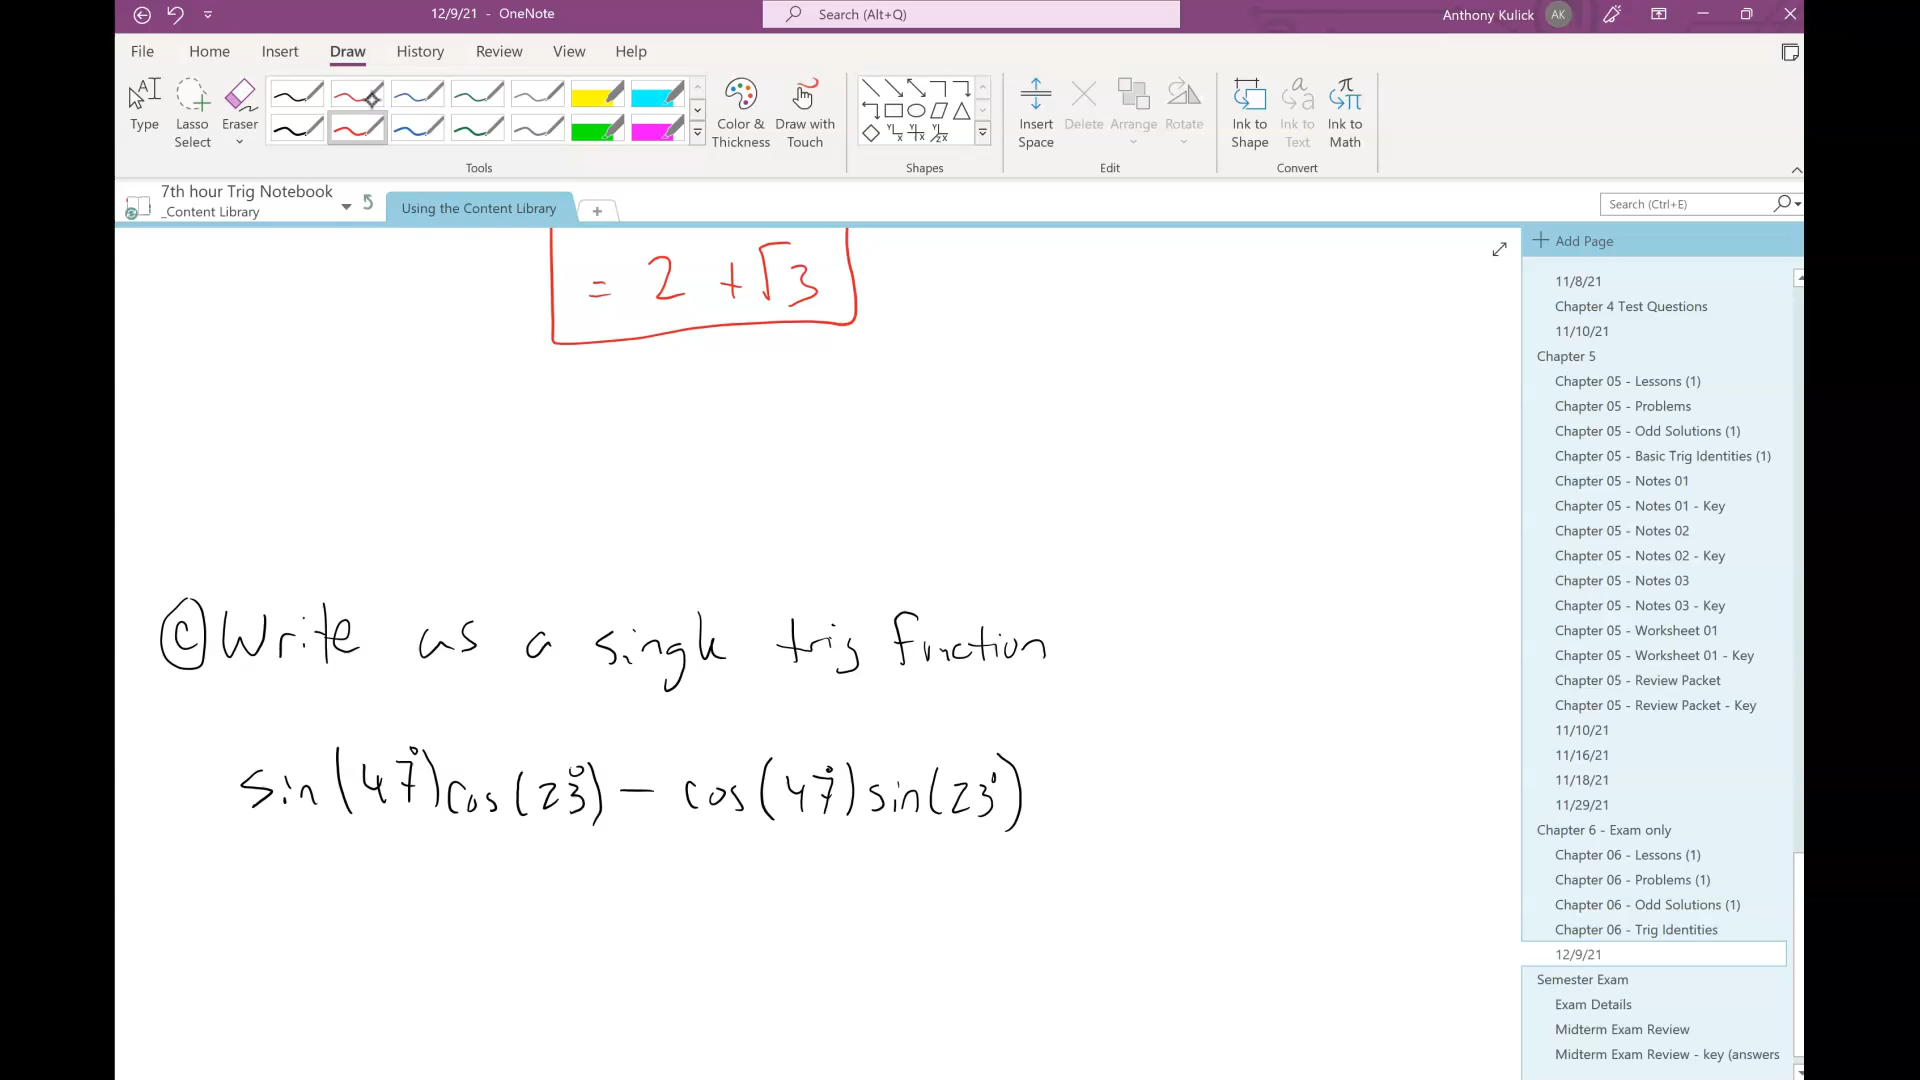 12/9/21 - OneNote
Search (Alt+Q)
Anthony Kulick
AK
File Home Insert Draw History Review View Help
Type
Lasso Select
Eraser
Color & Thickness
Draw with Touch
Insert Space
Delete
Arrange
Rotate
Ink to Shape
Ink to Text
Ink to Math
Tools
Shapes
Edit
Convert
7th hour Trig Notebook
_Content Library
Using the Content Library
Search (Ctrl+E)
= 2 + √3
Ⓒ Write as a single trig function
sin(47°)cos(23°) − cos(47°)sin(23°)
Add Page
11/8/21
Chapter 4 Test Questions
11/10/21
Chapter 5
Chapter 05 - Lessons (1)
Chapter 05 - Problems
Chapter 05 - Odd Solutions (1)
Chapter 05 - Basic Trig Identities (1)
Chapter 05 - Notes 01
Chapter 05 - Notes 01 - Key
Chapter 05 - Notes 02
Chapter 05 - Notes 02 - Key
Chapter 05 - Notes 03
Chapter 05 - Notes 03 - Key
Chapter 05 - Worksheet 01
Chapter 05 - Worksheet 01 - Key
Chapter 05 - Review Packet
Chapter 05 - Review Packet - Key
11/10/21
11/16/21
11/18/21
11/29/21
Chapter 6 - Exam only
Chapter 06 - Lessons (1)
Chapter 06 - Problems (1)
Chapter 06 - Odd Solutions (1)
Chapter 06 - Trig Identities
12/9/21
Semester Exam
Exam Details
Midterm Exam Review
Midterm Exam Review - key (answers